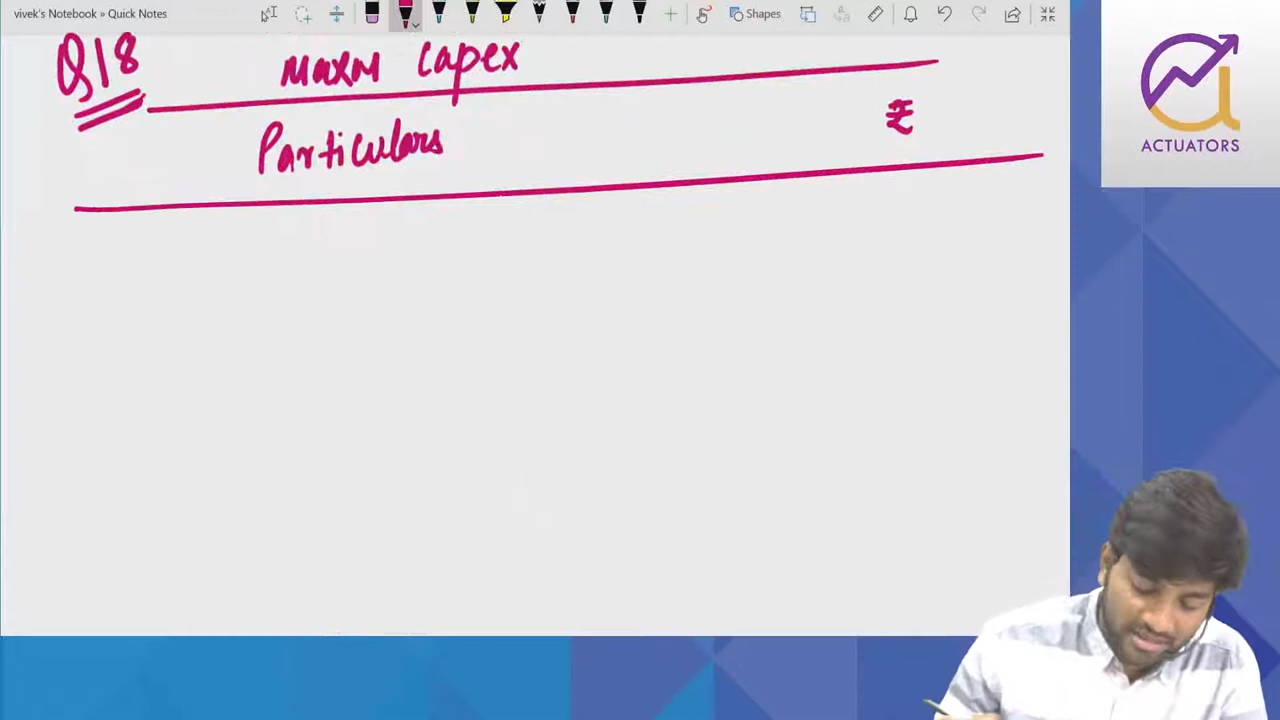 vivek's Notebook » Quick Notes
Shapes
Q18 Maxm Capex
Particulars ₹
ACTUATORS